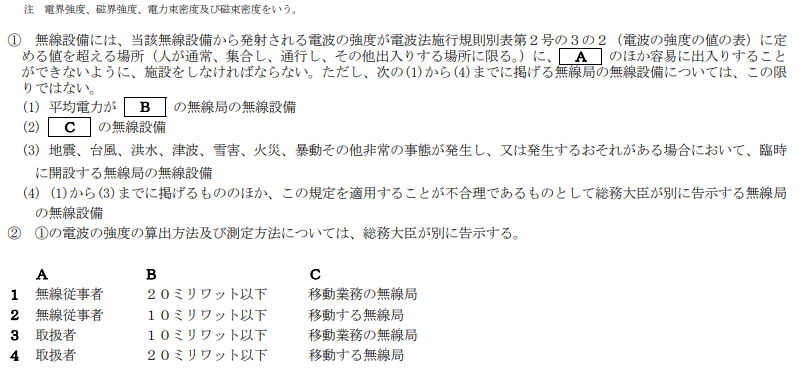 注　電界強度、磁界強度、電力束密度及び磁束密度をいう。
①　無線設備には、当該無線設備から発射される電波の強度が電波法施行規則別表第２号の３の２（電波の強度の値の表）に定
める値を超える場所（人が通常、集合し、通行し、その他出入りする場所に限る。）に、 A のほか容易に出入りすること
ができないように、施設をしなければならない。ただし、次の(1)から(4)までに掲げる無線局の無線設備については、この限
りではない。
(1) 平均電力が B の無線局の無線設備
(2) C の無線設備
(3) 地震、台風、洪水、津波、雪害、火災、暴動その他非常の事態が発生し、又は発生するおそれがある場合において、臨時
に開設する無線局の無線設備
(4) (1)から(3)までに掲げるもののほか、この規定を適用することが不合理であるものとして総務大臣が別に告示する無線局
の無線設備
②　①の電波の強度の算出方法及び測定方法については、総務大臣が別に告示する。
A B C
1 無線従事者 ２０ミリワット以下 移動業務の無線局
2 無線従事者 １０ミリワット以下 移動する無線局
3 取扱者 １０ミリワット以下 移動業務の無線局
4 取扱者 ２０ミリワット以下 移動する無線局